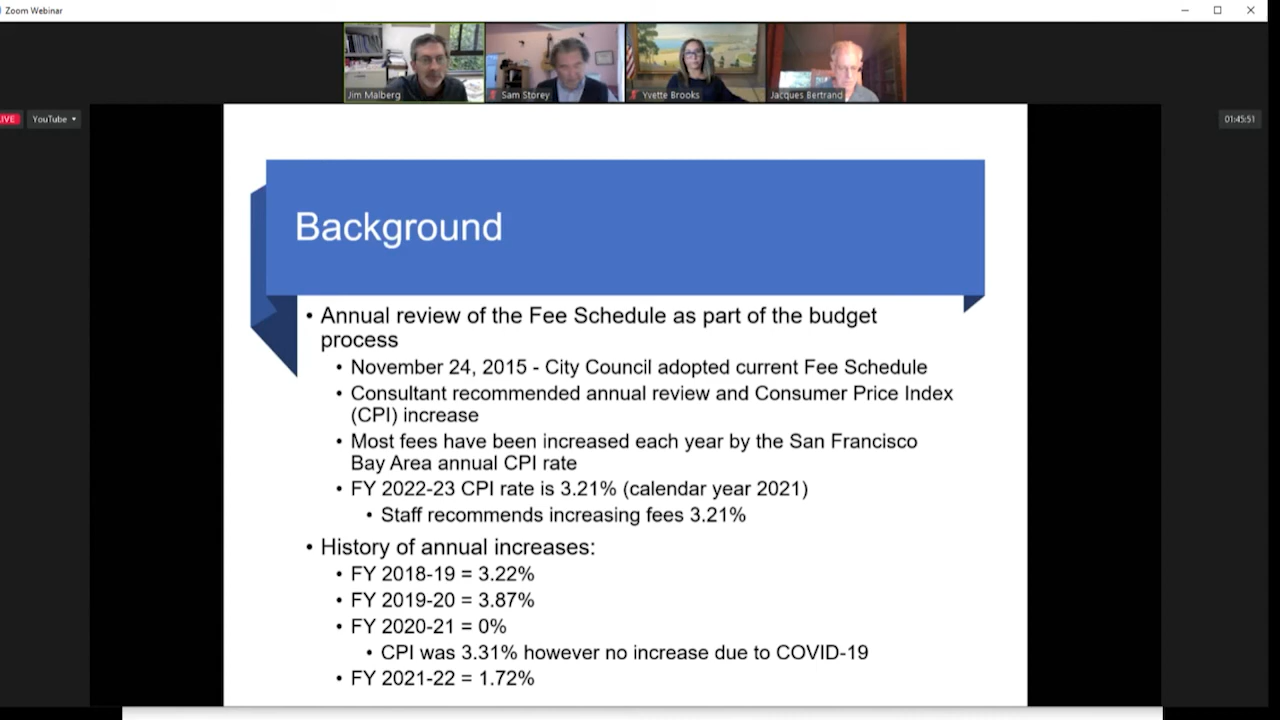 Zoom Webinar
Jim Malberg
Sam Storey
Yvette Brooks
Jacques Bertrand
IVE
YouTube
01:45:51
Background
• Annual review of the Fee Schedule as part of the budget
process
• November 24, 2015 - City Council adopted current Fee Schedule
• Consultant recommended annual review and Consumer Price Index
(CPI) increase
• Most fees have been increased each year by the San Francisco
Bay Area annual CPI rate
• FY 2022-23 CPI rate is 3.21% (calendar year 2021)
• Staff recommends increasing fees 3.21%
• History of annual increases:
• FY 2018-19 = 3.22%
• FY 2019-20 = 3.87%
• FY 2020-21 = 0%
• CPI was 3.31% however no increase due to COVID-19
• FY 2021-22 = 1.72%